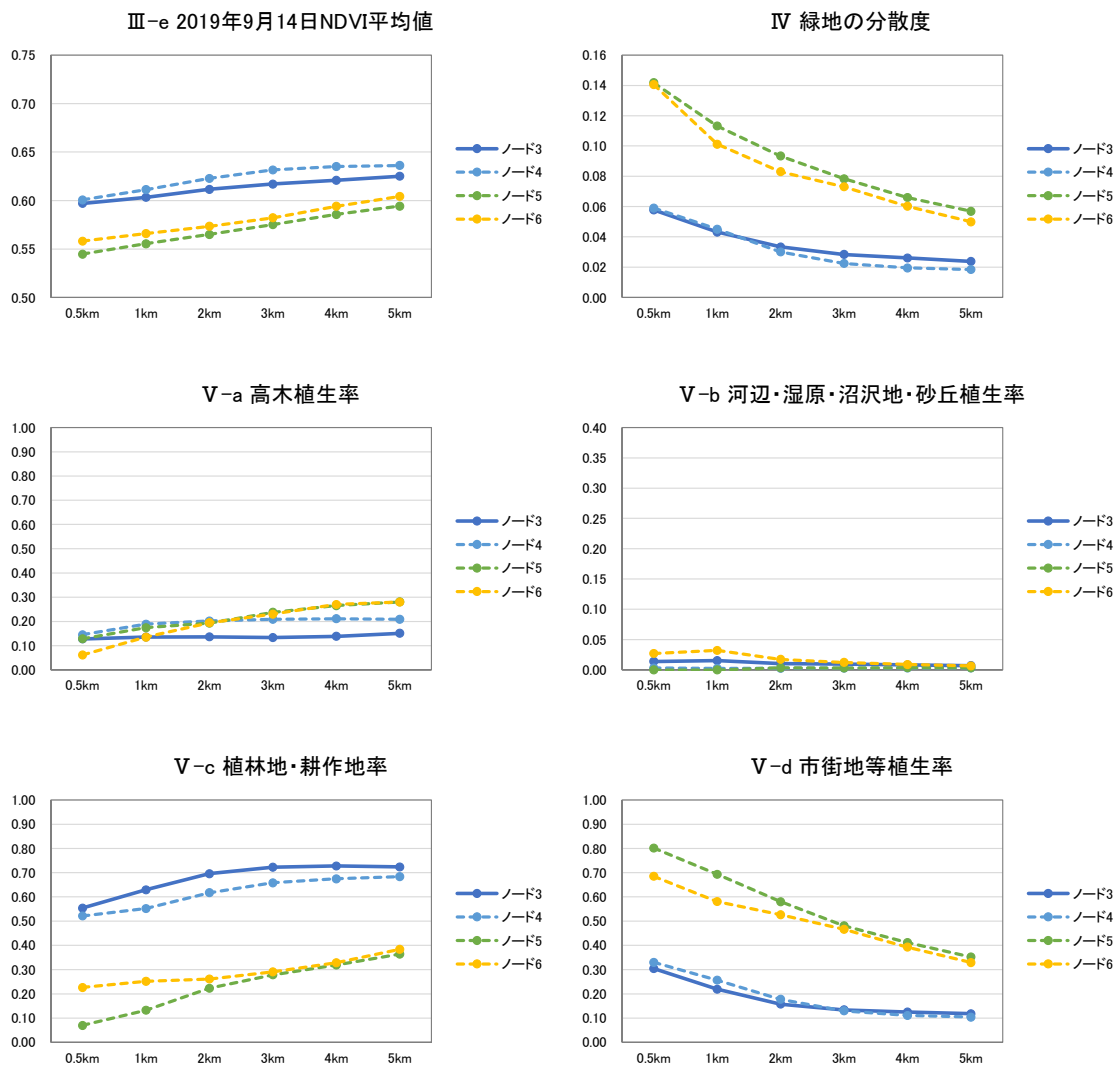 Ⅲ-e 2019年9月14日NDVI平均値
0.75
0.70
0.65
0.60
0.55
0.50
0.5km 1km 2km 3km 4km 5km
ノード3
ノード4
ノード5
ノード6
Ⅳ 緑地の分散度
0.16
0.14
0.12
0.10
0.08
0.06
0.04
0.02
0.00
0.5km 1km 2km 3km 4km 5km
ノード3
ノード4
ノード5
ノード6
Ⅴ-a 高木植生率
1.00
0.90
0.80
0.70
0.60
0.50
0.40
0.30
0.20
0.10
0.00
0.5km 1km 2km 3km 4km 5km
ノード3
ノード4
ノード5
ノード6
Ⅴ-b 河辺・湿原・沼沢地・砂丘植生率
0.40
0.35
0.30
0.25
0.20
0.15
0.10
0.05
0.00
0.5km 1km 2km 3km 4km 5km
ノード3
ノード4
ノード5
ノード6
Ⅴ-c 植林地・耕作地率
1.00
0.90
0.80
0.70
0.60
0.50
0.40
0.30
0.20
0.10
0.00
0.5km 1km 2km 3km 4km 5km
ノード3
ノード4
ノード5
ノード6
Ⅴ-d 市街地等植生率
1.00
0.90
0.80
0.70
0.60
0.50
0.40
0.30
0.20
0.10
0.00
0.5km 1km 2km 3km 4km 5km
ノード3
ノード4
ノード5
ノード6